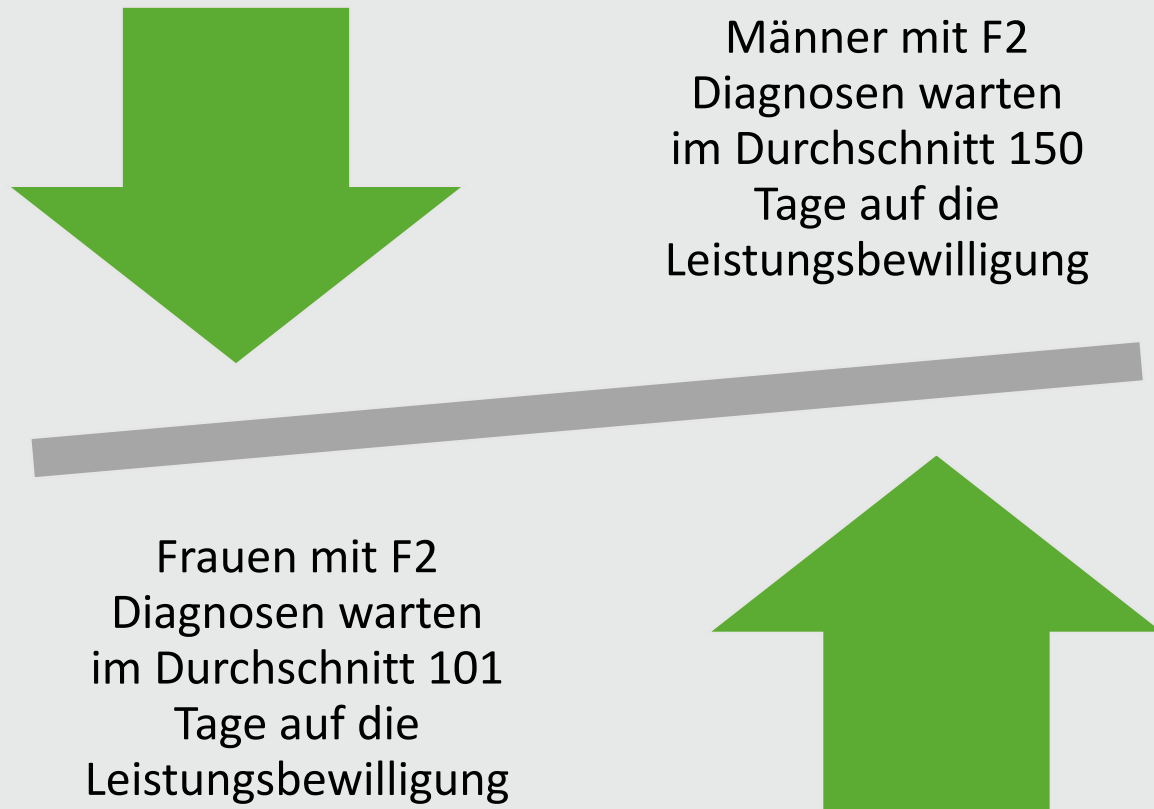 Männer mit F2
Diagnosen warten
im Durchschnitt 150
Tage auf die
Leistungsbewilligung
Frauen mit F2
Diagnosen warten
im Durchschnitt 101
Tage auf die
Leistungsbewilligung